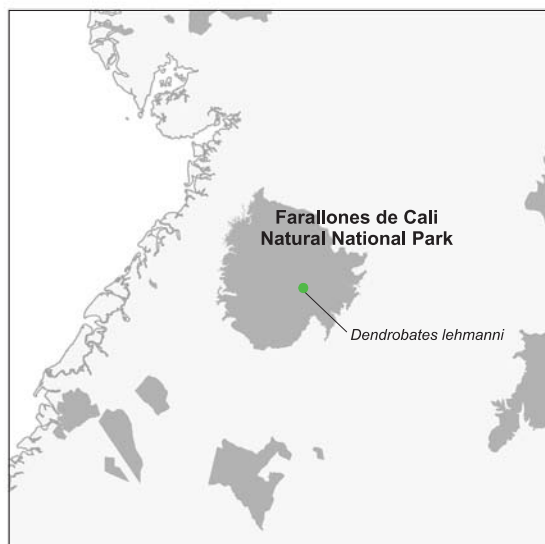 Farallones de Cali
Natural National Park
Dendrobates lehmanni